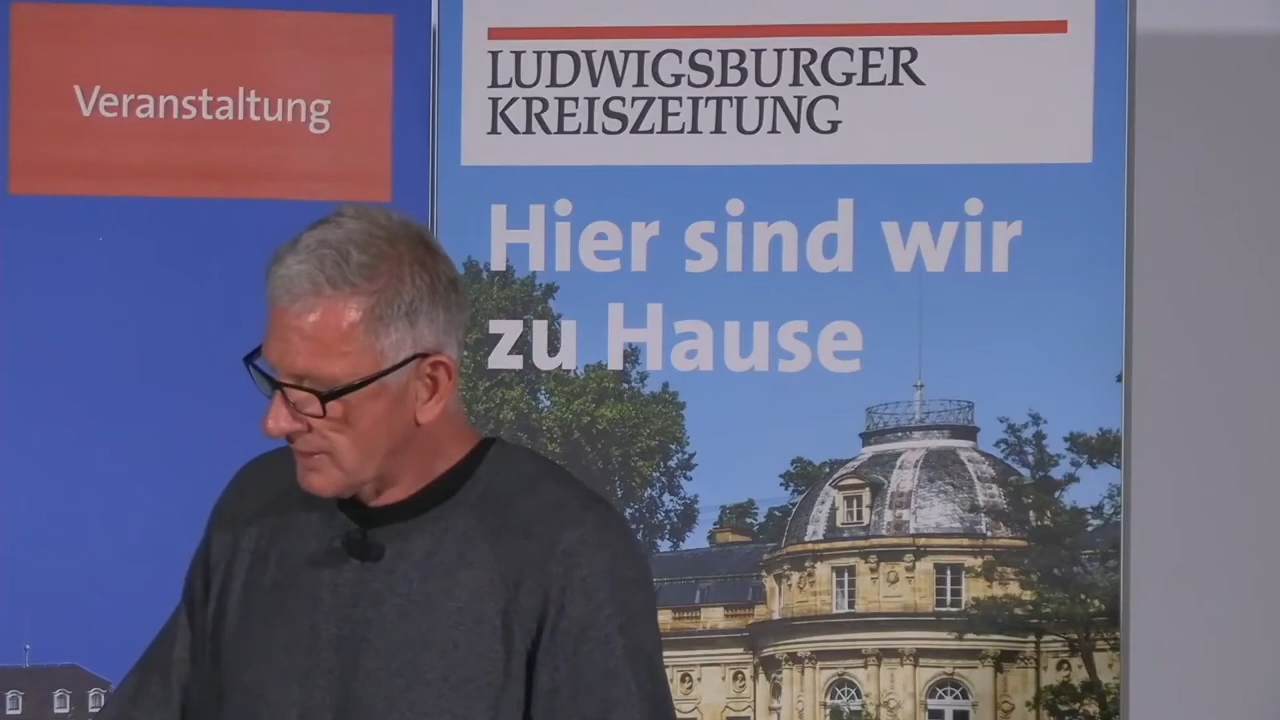 Veranstaltung
LUDWIGSBURGER
KREISZEITUNG
Hier sind wir
zu Hause